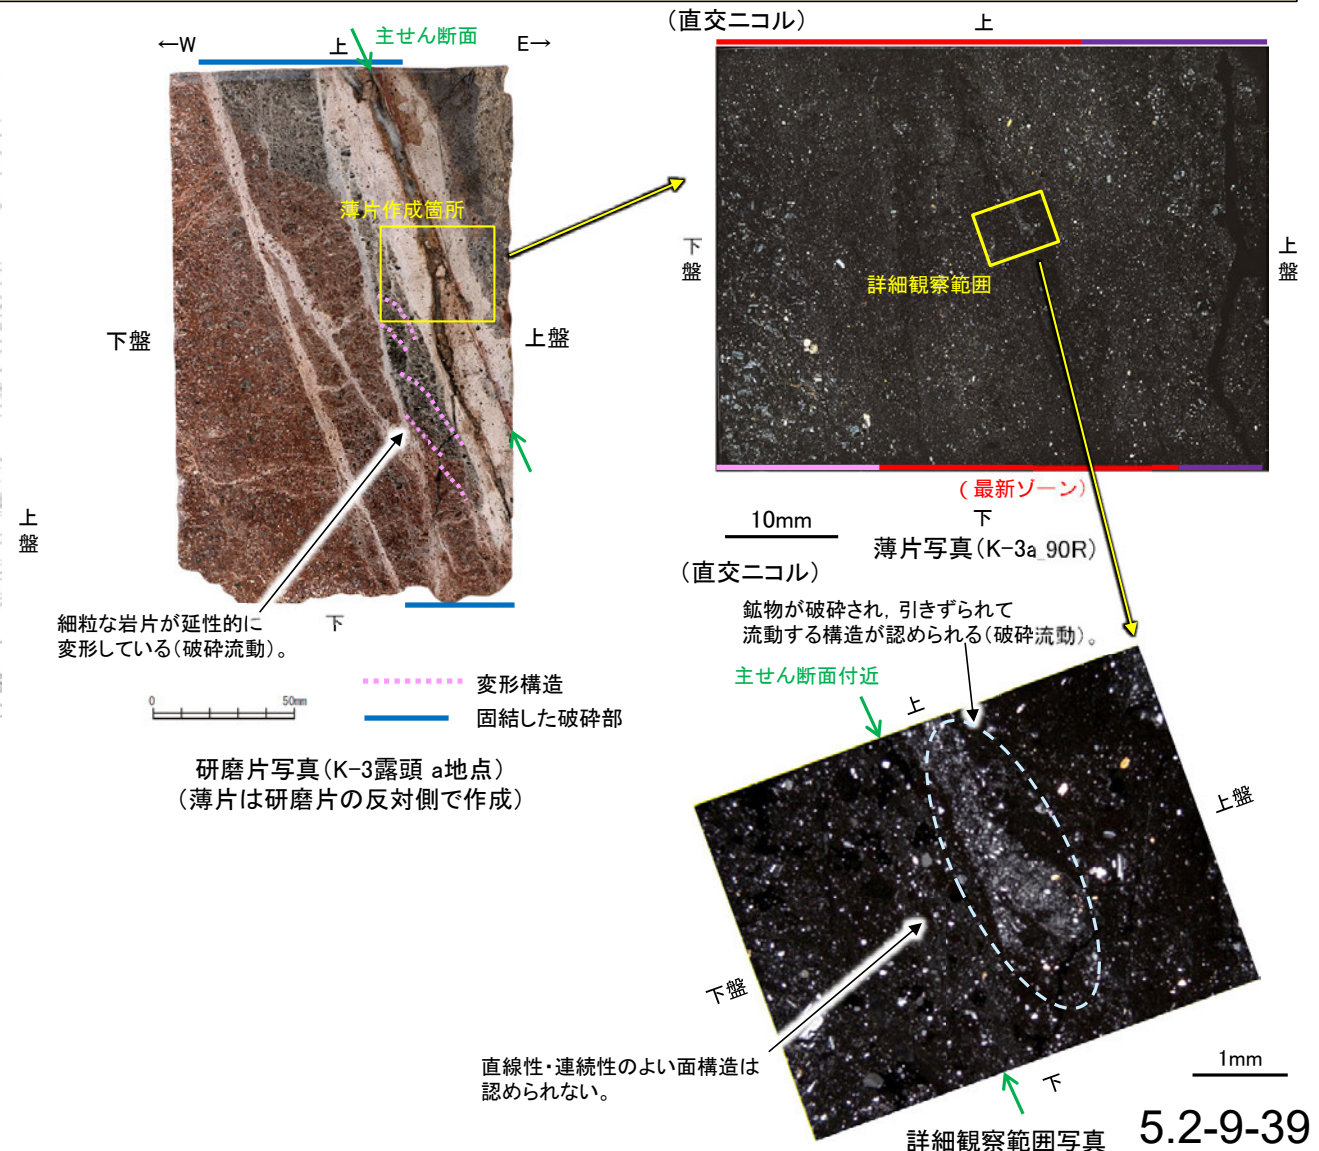 (直交ニコル)
上
←W
上
主せん断面
E→
薄片作成箇所
下盤
上盤
下盤
上盤
詳細観察範囲
(最新ゾーン)
10mm
下
薄片写真(K-3a_90R)
上盤
細粒な岩片が延性的に
変形している(破砕流動)。
下
0
50mm
変形構造
固結した破砕部
研磨片写真(K-3露頭 a地点)
(薄片は研磨片の反対側で作成)
(直交ニコル)
鉱物が破砕され，引きずられて
流動する構造が認められる(破砕流動)。
主せん断面付近
上
上盤
下盤
直線性・連続性のよい面構造は
認められない。
下
1mm
詳細観察範囲写真
5.2-9-39